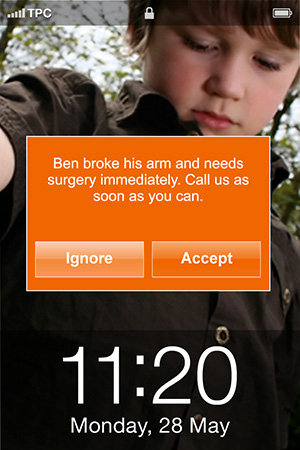 TPC
Ben broke his arm and needs
surgery immediately. Call us as
soon as you can.
Ignore
Accept
11:20
Monday, 28 May